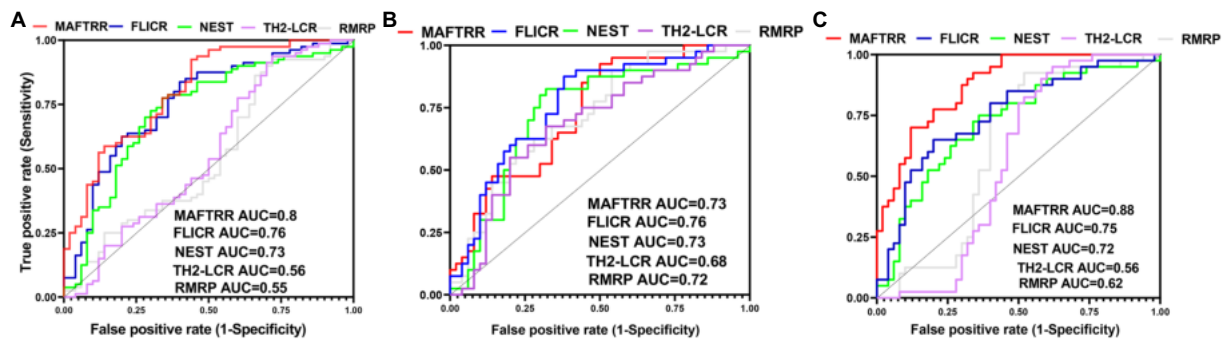 A
MAFTRR FLICR NEST TH2-LCR RMRP
True positive rate (Sensitivity)
1.00
0.75
0.50
0.25
0.00
MAFTRR AUC=0.8
FLICR AUC=0.76
NEST AUC=0.73
TH2-LCR AUC=0.56
RMRP AUC=0.55
0.00 0.25 0.50 0.75 1.00
False positive rate (1-Specificity)
B
MAFTRR FLICR NEST TH2-LCR RMRP
1.00
0.75
0.50
0.25
0.00
MAFTRR AUC=0.73
FLICR AUC=0.76
NEST AUC=0.73
TH2-LCR AUC=0.68
RMRP AUC=0.72
0.00 0.25 0.50 0.75 1.00
False positive rate (1-Specificity)
C
MAFTRR FLICR NEST TH2-LCR RMRP
1.00
0.75
0.50
0.25
0.00
MAFTRR AUC=0.88
FLICR AUC=0.75
NEST AUC=0.72
TH2-LCR AUC=0.56
RMRP AUC=0.62
0.00 0.25 0.50 0.75 1.00
False positive rate (1-Specificity)